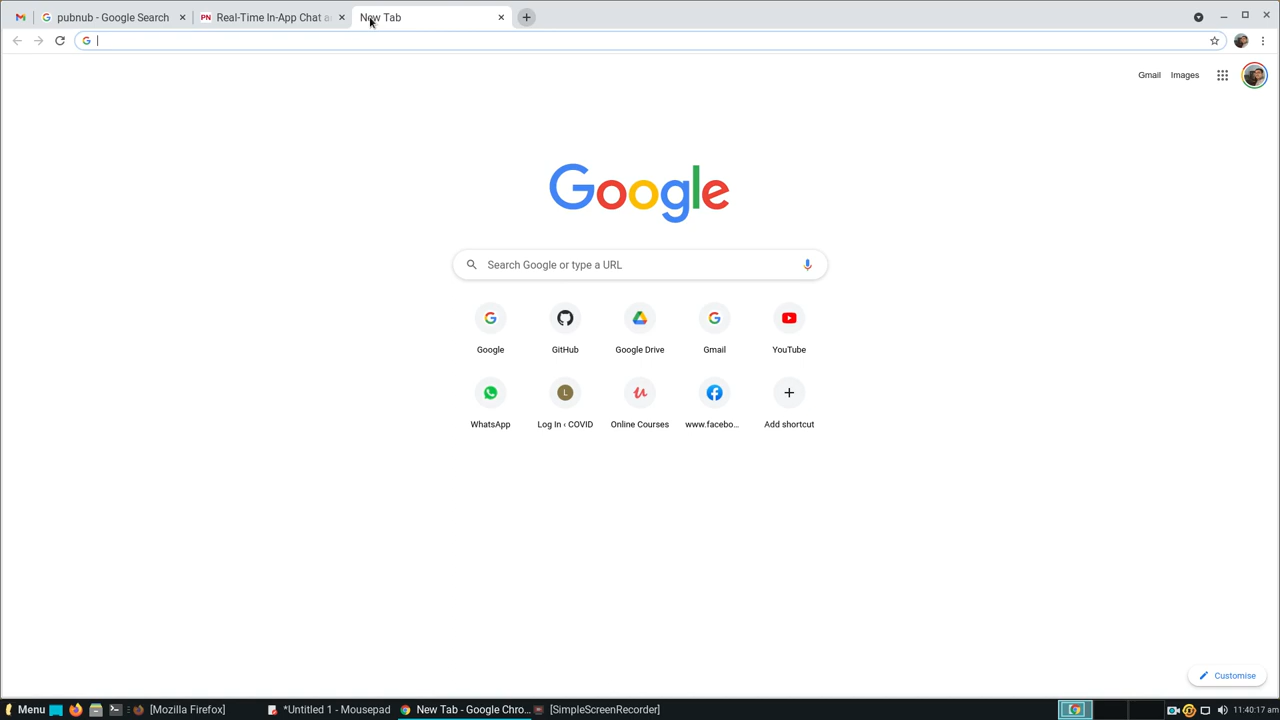 pubnub - Google Search
PN Real-Time In-App Chat a
New Tab
Gmail Images
Google
Search Google or type a URL
Google GitHub Google Drive Gmail YouTube
L
WhatsApp Log In ‹ COVID Online Courses www.facebo... Add shortcut
Customise
Menu [Mozilla Firefox] *Untitled 1 - Mousepad New Tab - Google Chro... [SimpleScreenRecorder] 11:40:17 am